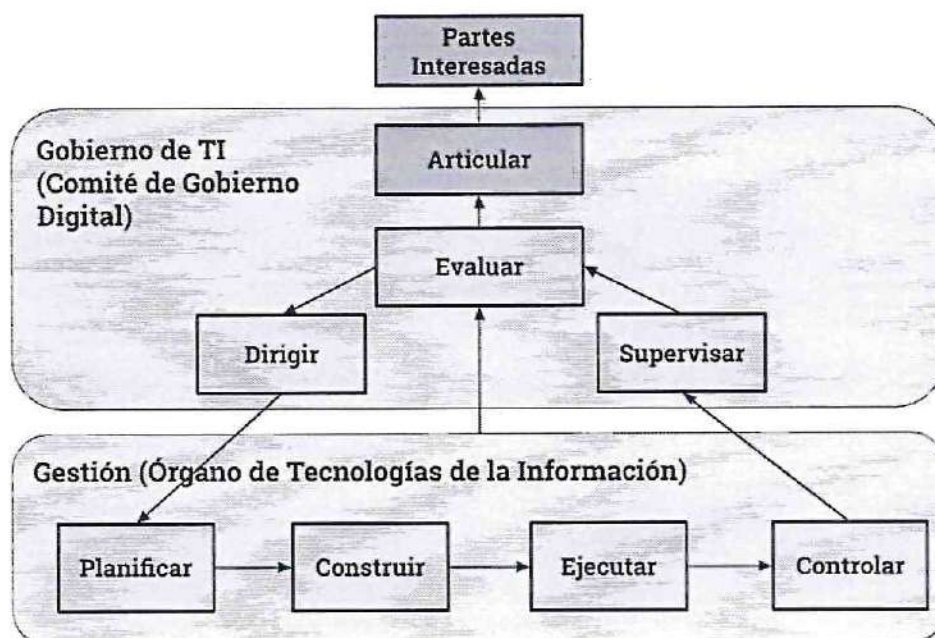 Partes
Interesadas
Gobierno de TI
(Comité de Gobierno
Digital)
Articular
Evaluar
Dirigir
Supervisar
Gestión (Órgano de Tecnologías de la Información)
Planificar
Construir
Ejecutar
Controlar